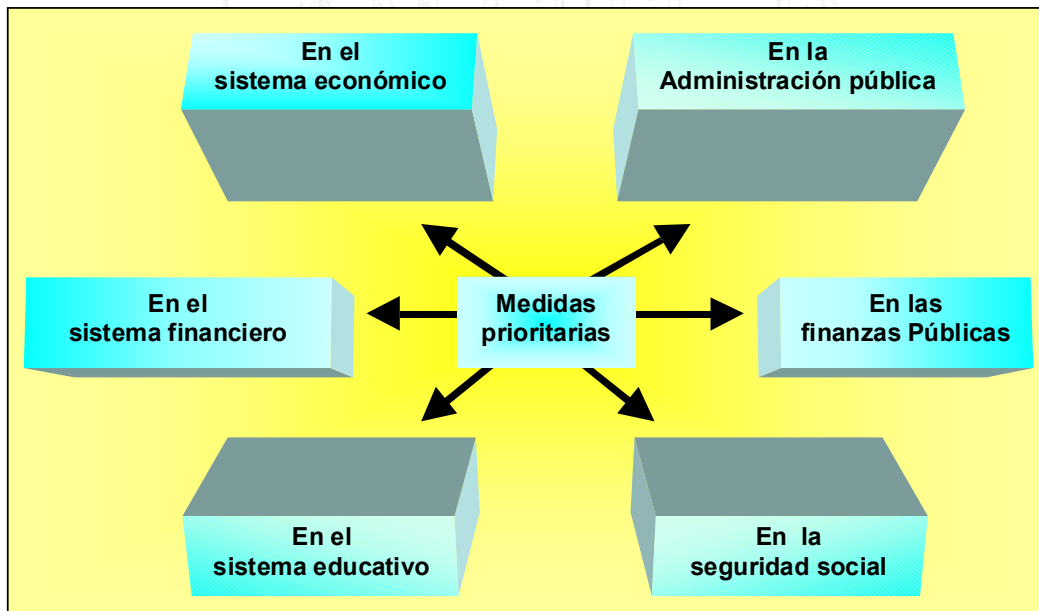 En el
sistema económico
En la
Administración pública
En el
sistema financiero
Medidas
prioritarias
En las
finanzas Públicas
En el
sistema educativo
En la
seguridad social